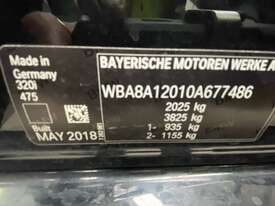 Made in
Germany
320i
475
Built
MAY 2018
BAYERISCHE MOTOREN WERKE A
WBA8A12010A677486
2025 kg
3825 kg
1- 935 kg
2- 1155 kg